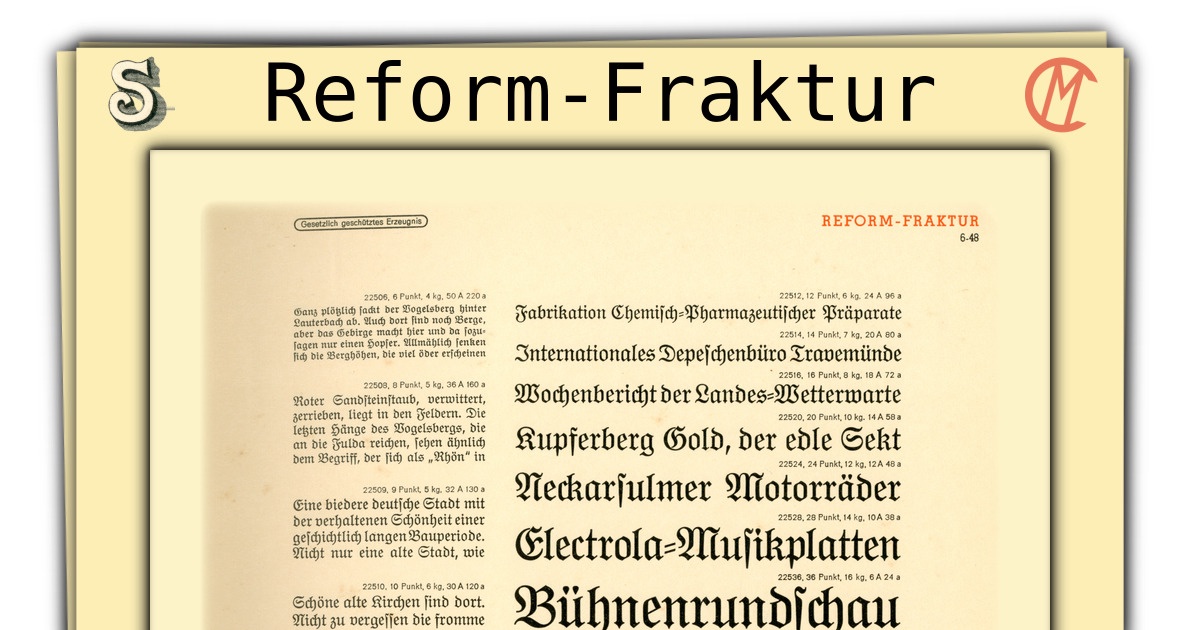 Reform-Fraktur
Gesetzlich geschütztes Erzeugnis
REFORM-FRAKTUR
6-48
22506, 6 Punkt, 4 kg, 50 A 220 a
Ganz plötzlich ſackt der Vogelsberg hinter
Lauterbach ab. Auch dort ſind noch Berge,
aber das Gebirge macht hier und da ſozu-
ſagen nur einen Hopſer. Allmählich ſenken
ſich die Berghöhen, die viel öder erſcheinen
22508, 8 Punkt, 5 kg, 36 A 160 a
Roter Sandſteinſtaub, verwittert,
zerrieben, liegt in den Feldern. Die
letzten Hänge des Vogelsbergs, die
an die Fulda reichen, ſehen ähnlich
dem Begriff, der ſich als „Rhön“ in
22509, 9 Punkt, 5 kg, 32 A 130 a
Eine biedere deutſche Stadt mit
der verhaltenen Schönheit einer
geſchichtlich langen Bauperiode.
Nicht nur eine alte Stadt, wie
22510, 10 Punkt, 6 kg, 30 A 120 a
Schöne alte Kirchen ſind dort.
Nicht zu vergeſſen die fromme
22512, 12 Punkt, 6 kg, 24 A 96 a
Fabrikation Chemiſch-Pharmazeutiſcher Präparate
22514, 14 Punkt, 7 kg, 20 A 80 a
Internationales Depeſchenbüro Travemünde
22516, 16 Punkt, 8 kg, 18 A 72 a
Wochenbericht der Landes-Wetterwarte
22520, 20 Punkt, 10 kg, 14 A 58 a
Kupferberg Gold, der edle Sekt
22524, 24 Punkt, 12 kg, 12 A 48 a
Neckarſulmer Motorräder
22528, 28 Punkt, 14 kg, 10 A 38 a
Electrola-Muſikplatten
22536, 36 Punkt, 16 kg, 6 A 24 a
Bühnenrundſchau